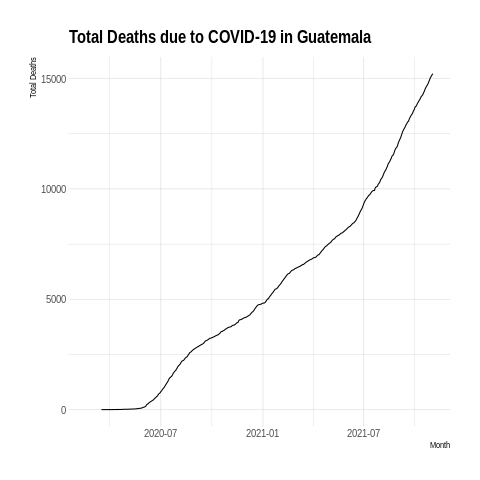 Total Deaths due to COVID-19 in Guatemala
Total Deaths
15000
10000
5000
0
2020-07 2021-01 2021-07
Month